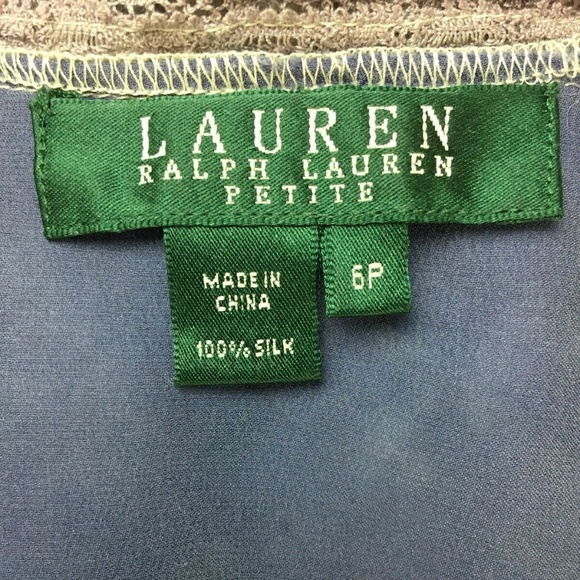 LAUREN
RALPH LAUREN
PETITE
MADE IN
CHINA
100% SILK
6P